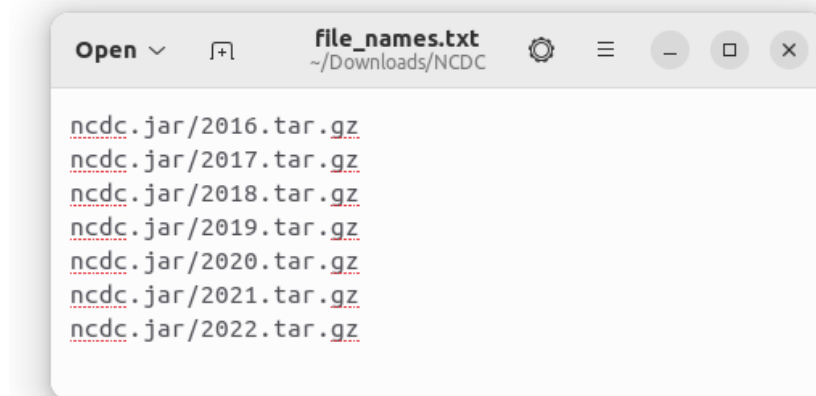 Open
file_names.txt
~/Downloads/NCDC
ncdc.jar/2016.tar.gz
ncdc.jar/2017.tar.gz
ncdc.jar/2018.tar.gz
ncdc.jar/2019.tar.gz
ncdc.jar/2020.tar.gz
ncdc.jar/2021.tar.gz
ncdc.jar/2022.tar.gz